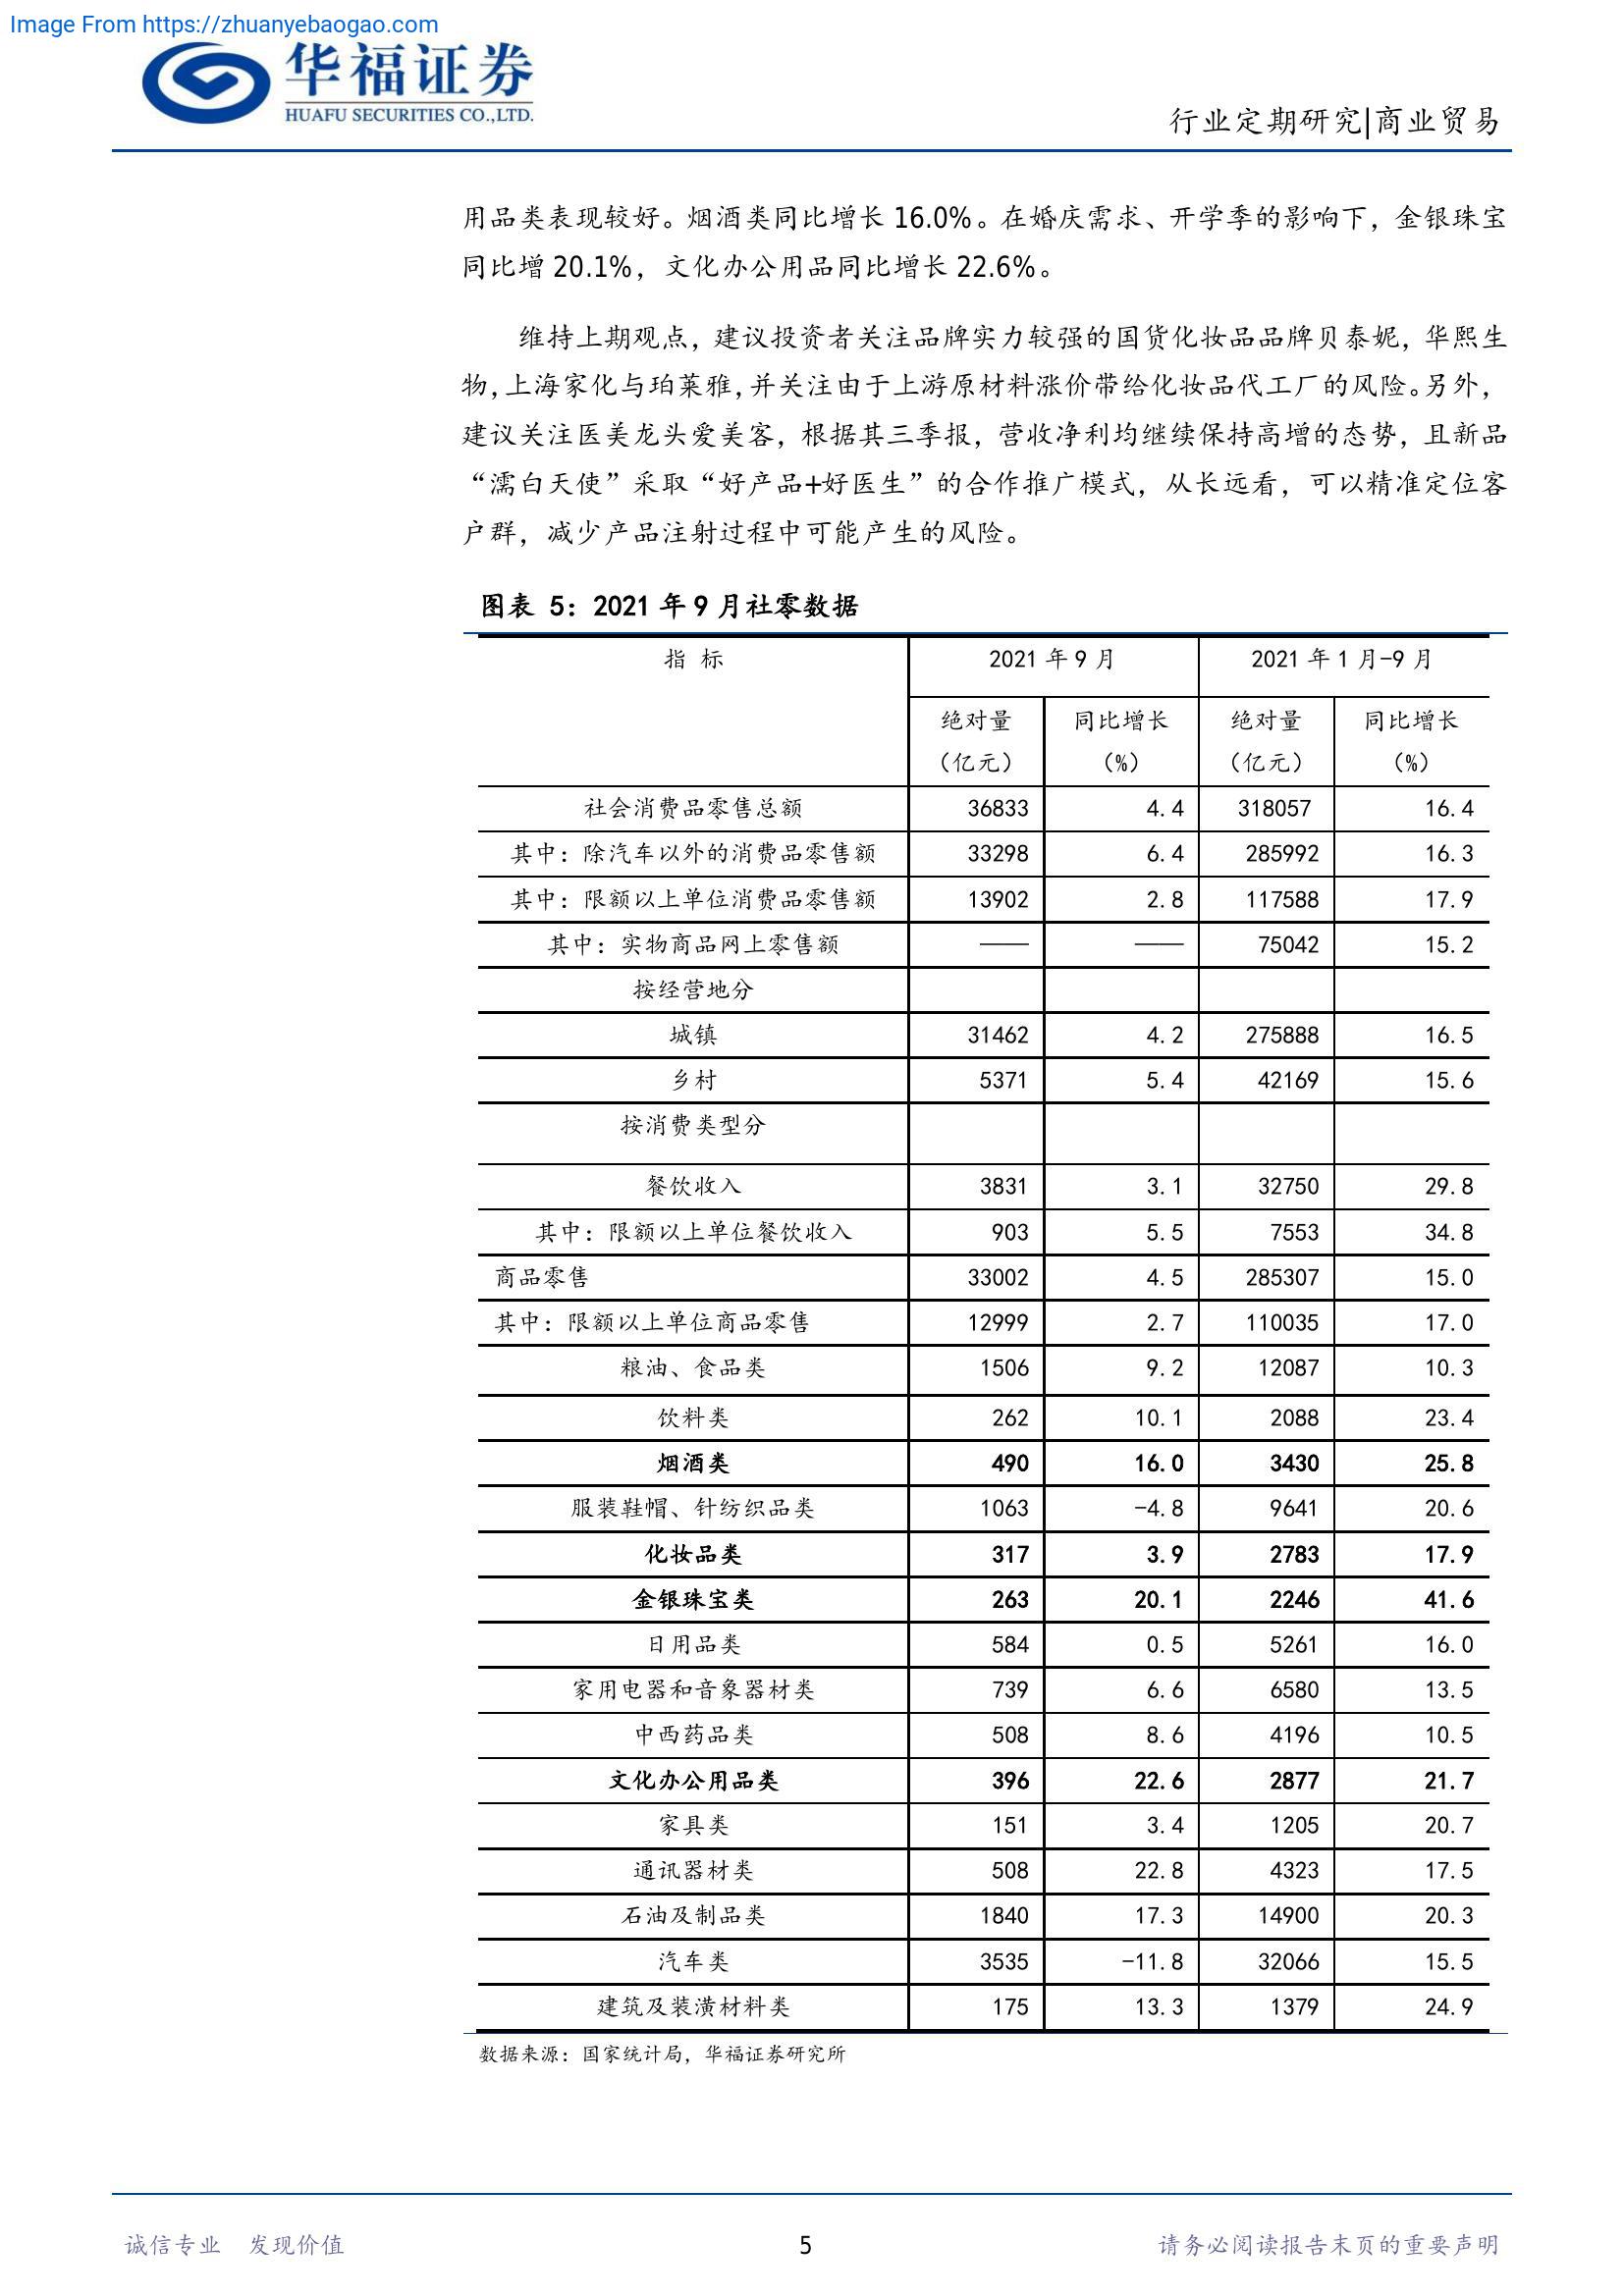 Image From https://zhuanyebaogao.com
华福证券
HUAFU SECURITIES CO.,LTD.
行业定期研究|商业贸易
用品类表现较好。烟酒类同比增长 16.0%。在婚庆需求、开学季的影响下，金银珠宝
同比增 20.1%，文化办公用品同比增长 22.6%。
维持上期观点，建议投资者关注品牌实力较强的国货化妆品品牌贝泰妮，华熙生
物，上海家化与珀莱雅，并关注由于上游原材料涨价带给化妆品代工厂的风险。另外，
建议关注医美龙头爱美客，根据其三季报，营收净利均继续保持高增的态势，且新品
“濡白天使”采取“好产品+好医生”的合作推广模式，从长远看，可以精准定位客
户群，减少产品注射过程中可能产生的风险。
图表 5：2021 年 9 月社零数据
指 标 2021 年 9 月 2021 年 1 月-9 月
绝对量 同比增长 绝对量 同比增长
（亿元） （%） （亿元） （%）
社会消费品零售总额 36833 4.4 318057 16.4
其中：除汽车以外的消费品零售额 33298 6.4 285992 16.3
其中：限额以上单位消费品零售额 13902 2.8 117588 17.9
其中：实物商品网上零售额 —— —— 75042 15.2
按经营地分
城镇 31462 4.2 275888 16.5
乡村 5371 5.4 42169 15.6
按消费类型分
餐饮收入 3831 3.1 32750 29.8
其中：限额以上单位餐饮收入 903 5.5 7553 34.8
商品零售 33002 4.5 285307 15.0
其中：限额以上单位商品零售 12999 2.7 110035 17.0
粮油、食品类 1506 9.2 12087 10.3
饮料类 262 10.1 2088 23.4
烟酒类 490 16.0 3430 25.8
服装鞋帽、针纺织品类 1063 -4.8 9641 20.6
化妆品类 317 3.9 2783 17.9
金银珠宝类 263 20.1 2246 41.6
日用品类 584 0.5 5261 16.0
家用电器和音象器材类 739 6.6 6580 13.5
中西药品类 508 8.6 4196 10.5
文化办公用品类 396 22.6 2877 21.7
家具类 151 3.4 1205 20.7
通讯器材类 508 22.8 4323 17.5
石油及制品类 1840 17.3 14900 20.3
汽车类 3535 -11.8 32066 15.5
建筑及装潢材料类 175 13.3 1379 24.9
数据来源：国家统计局，华福证券研究所
诚信专业 发现价值 5 请务必阅读报告末页的重要声明